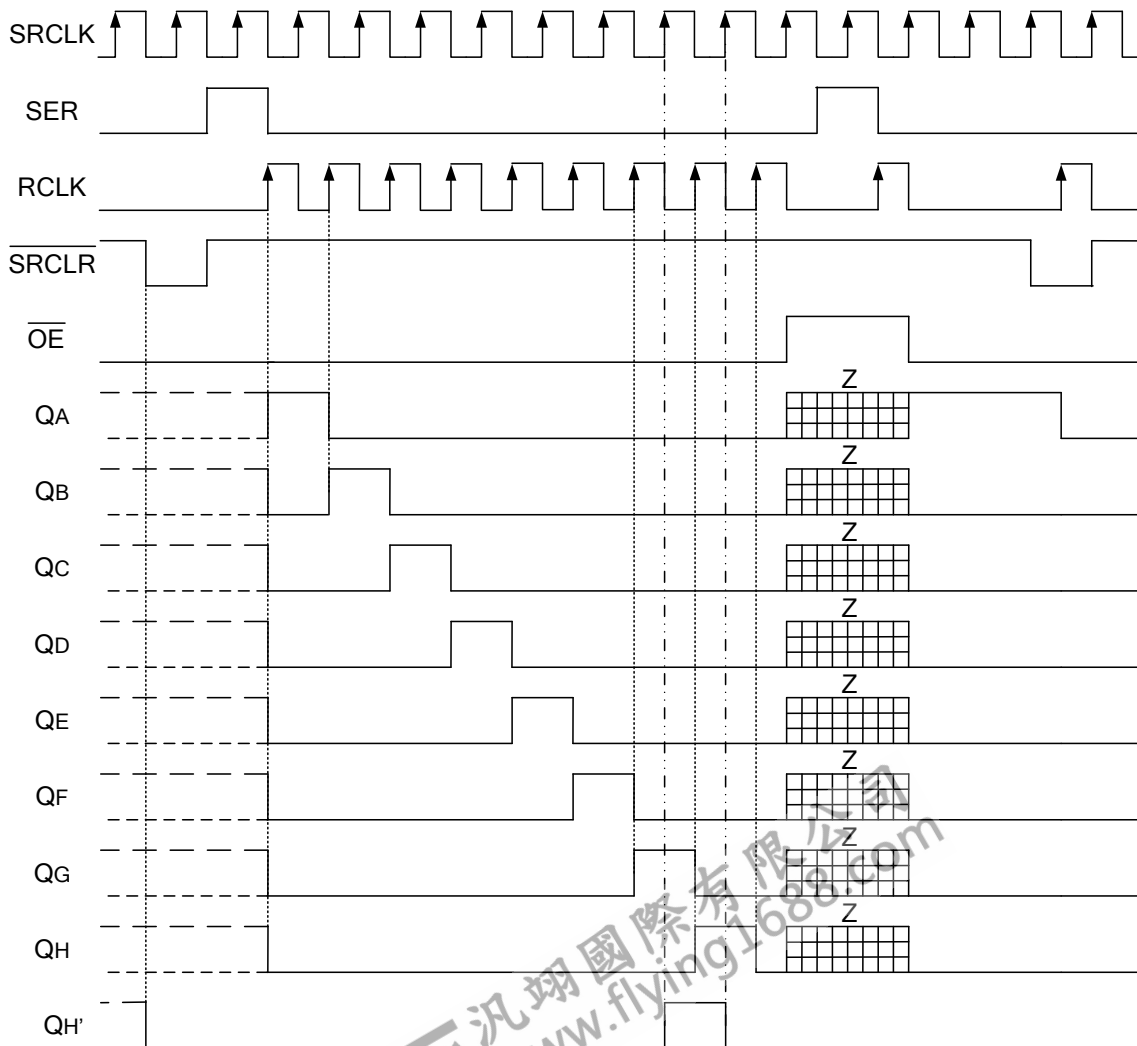 SRCLK
SER
RCLK
SRCLR
OE
Z
QA
Z
QB
Z
QC
Z
QD
Z
QE
Z
QF
Z
QG
Z
QH
QH'
汎翊國際有限公司
www.flying1688.com